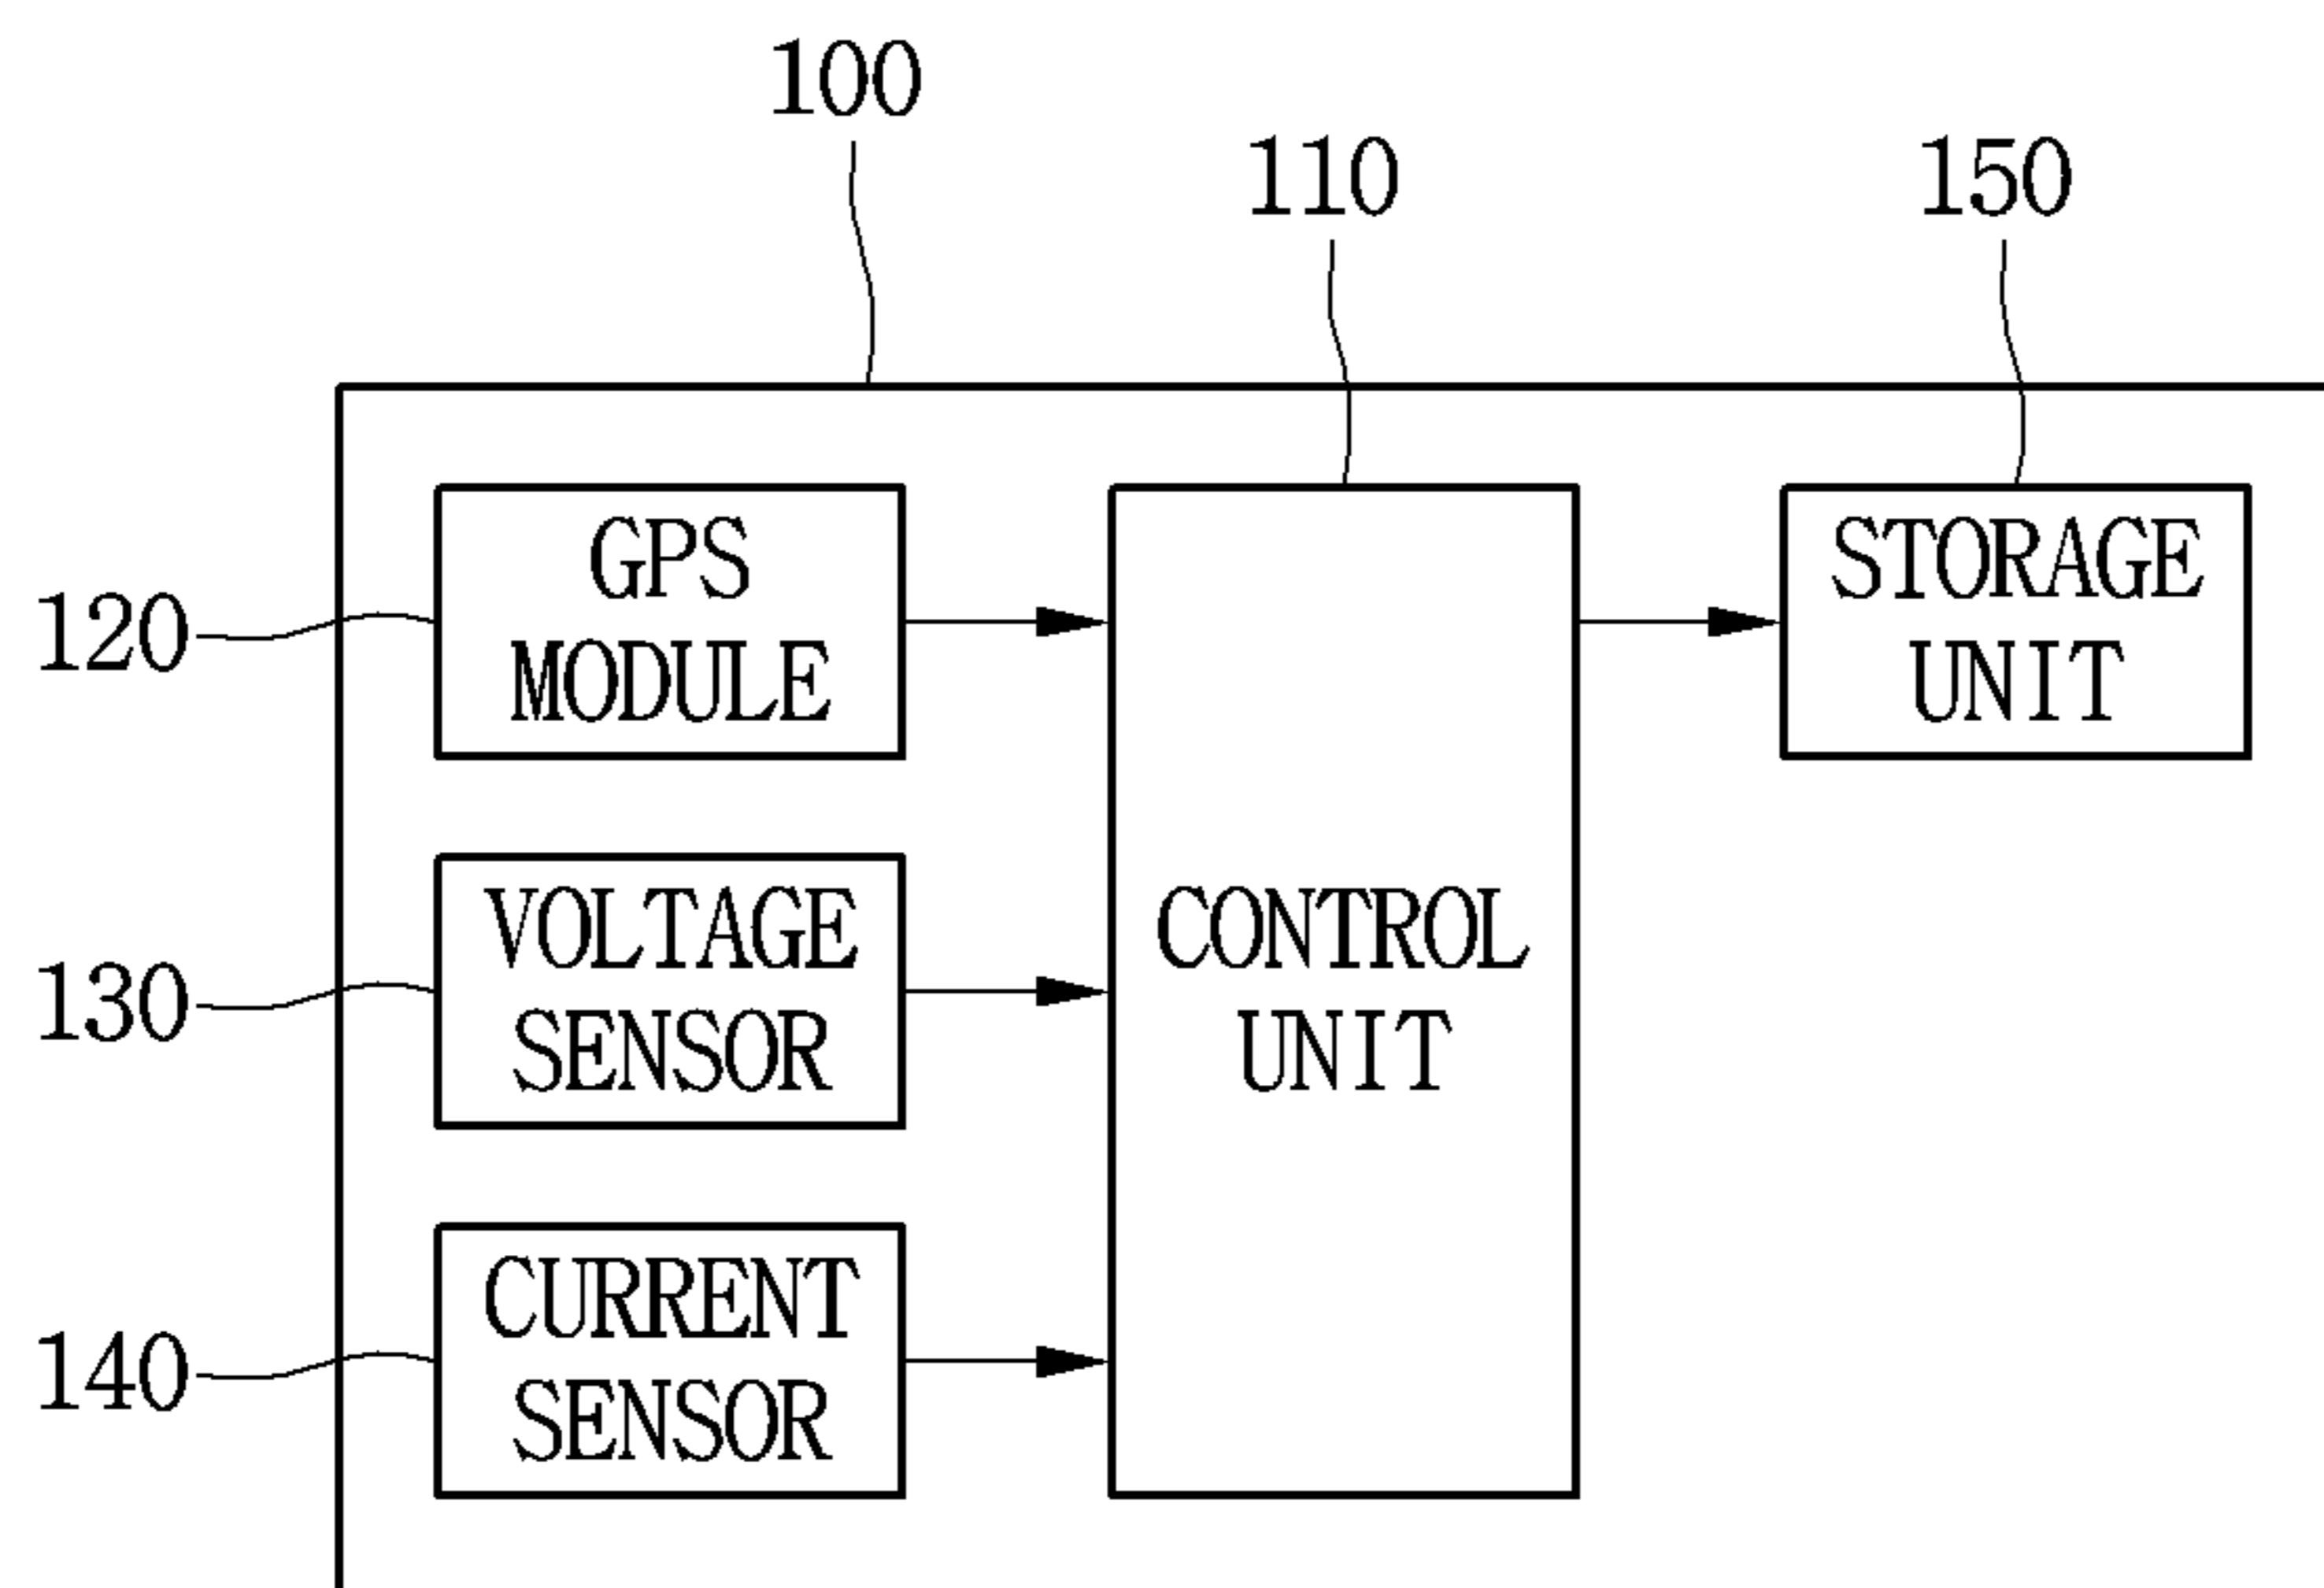 100
110
150
120
GPS
MODULE
STORAGE
UNIT
130
VOLTAGE
SENSOR
CONTROL
UNIT
140
CURRENT
SENSOR